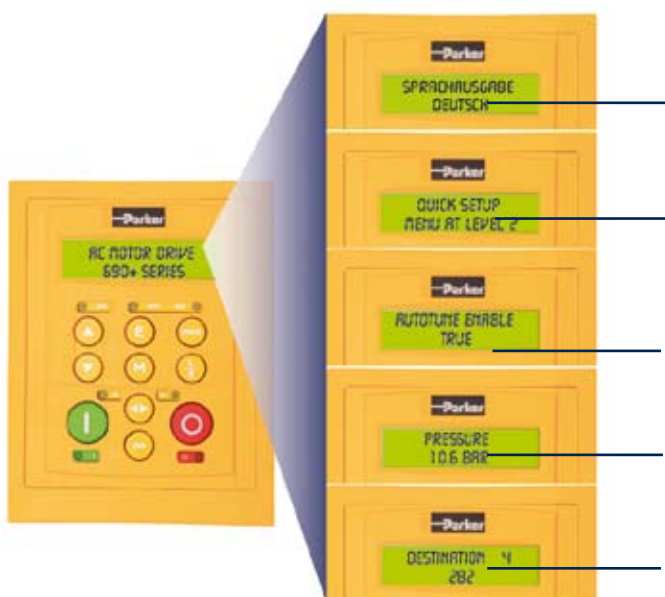 Parker
AC MOTOR DRIVE
690+ SERIES
E
M
Parker
SPRACHAUSGABE
DEUTSCH
Parker
QUICK SETUP
MENU AT LEVEL 2
Parker
AUTOTUNE ENABLE
TRUE
Parker
PRESSURE
10.6 BAR
Parker
DESTINATION 4
282